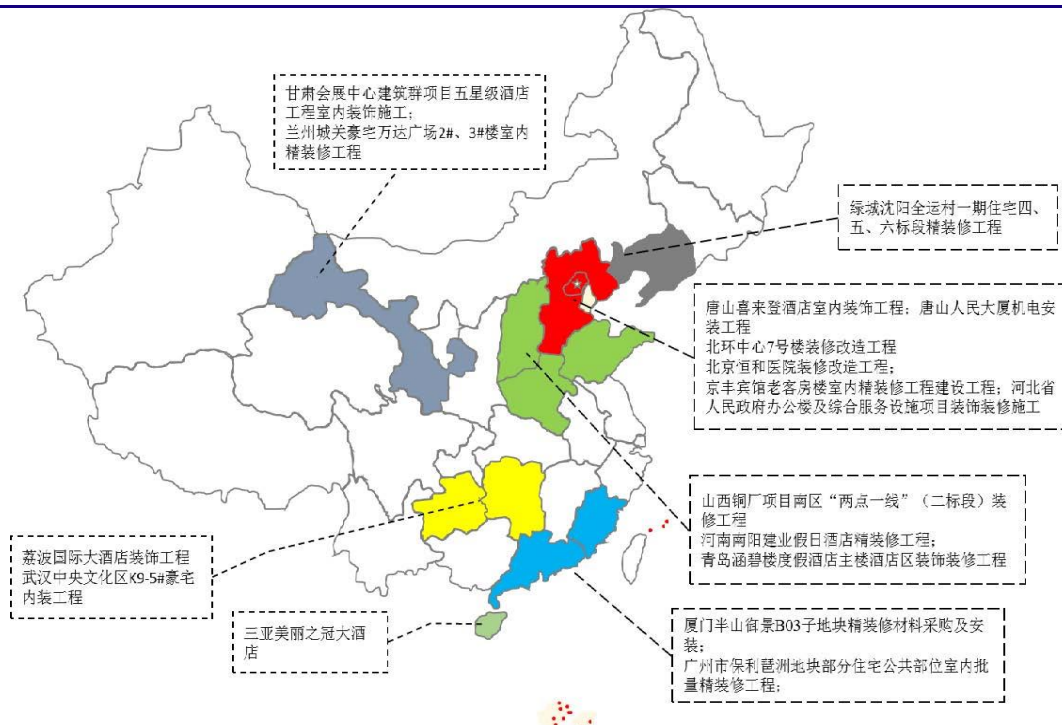 甘肃会展中心建筑群项目五星级酒店
工程室内装饰施工;
兰州城关豪宅万达广场2#、3#楼室内
精装修工程
绿城沈阳全运村一期住宅四、
五、六标段精装修工程
唐山喜来登酒店室内装饰工程；唐山人民大厦机电安
装工程
北环中心7号楼装修改造工程
北京恒和医院装修改造工程;
京丰宾馆老客房楼室内精装修工程建设工程；河北省
人民政府办公楼及综合服务设施项目装饰装修施工
山西铜厂项目南区“两点一线”（二标段）装
修工程
河南南阳建业假日酒店精装修工程;
青岛涵碧楼度假酒店主楼酒店区装饰装修工程
荔波国际大酒店装饰工程
武汉中央文化区K9-5#豪宅
内装工程
三亚美丽之冠大酒
店
厦门半山御景B03子地块精装修材料采购及安
装;
广州市保利琶洲地块部分住宅公共部位室内批
量精装修工程;